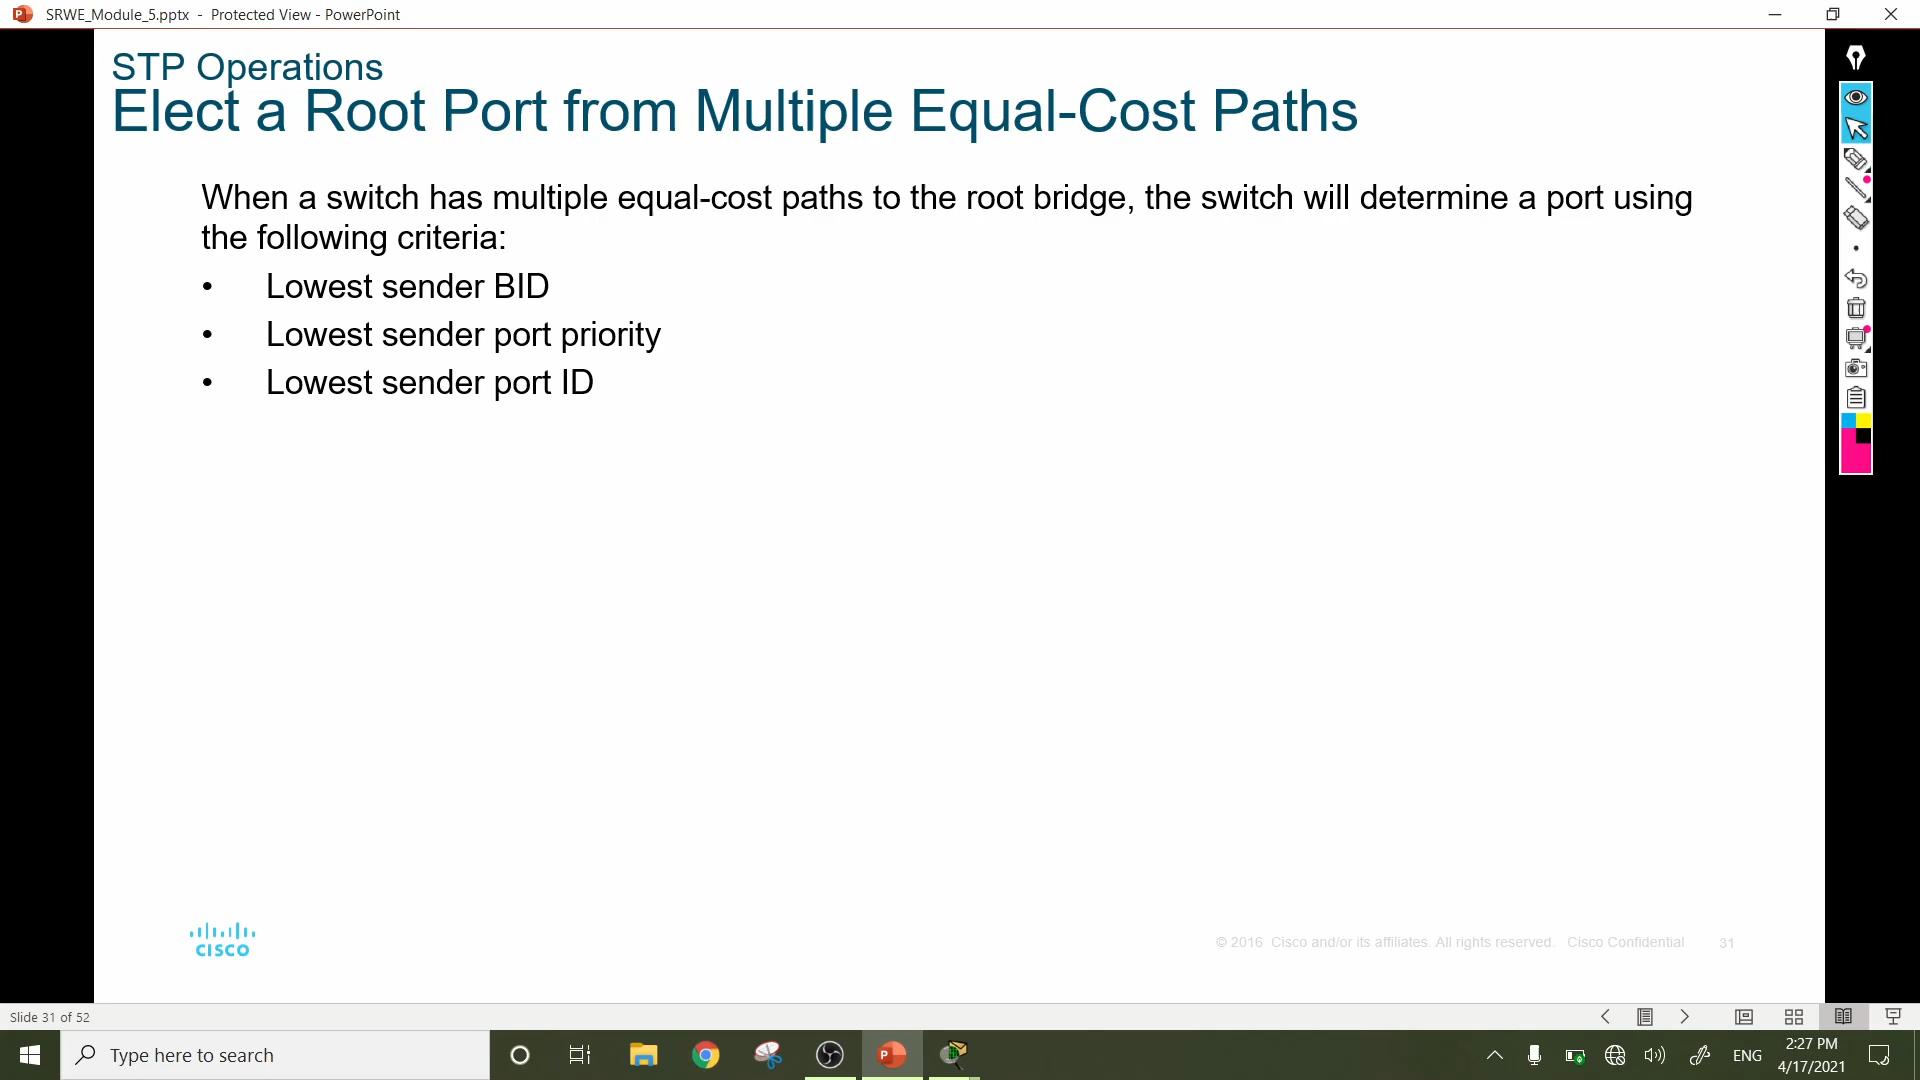 SRWE_Module_5.pptx - Protected View - PowerPoint
STP Operations
Elect a Root Port from Multiple Equal-Cost Paths
When a switch has multiple equal-cost paths to the root bridge, the switch will determine a port using
the following criteria:
• Lowest sender BID
• Lowest sender port priority
• Lowest sender port ID
CISCO
© 2016 Cisco and/or its affiliates. All rights reserved. Cisco Confidential 31
Slide 31 of 52
Type here to search
ENG
2:27 PM
4/17/2021